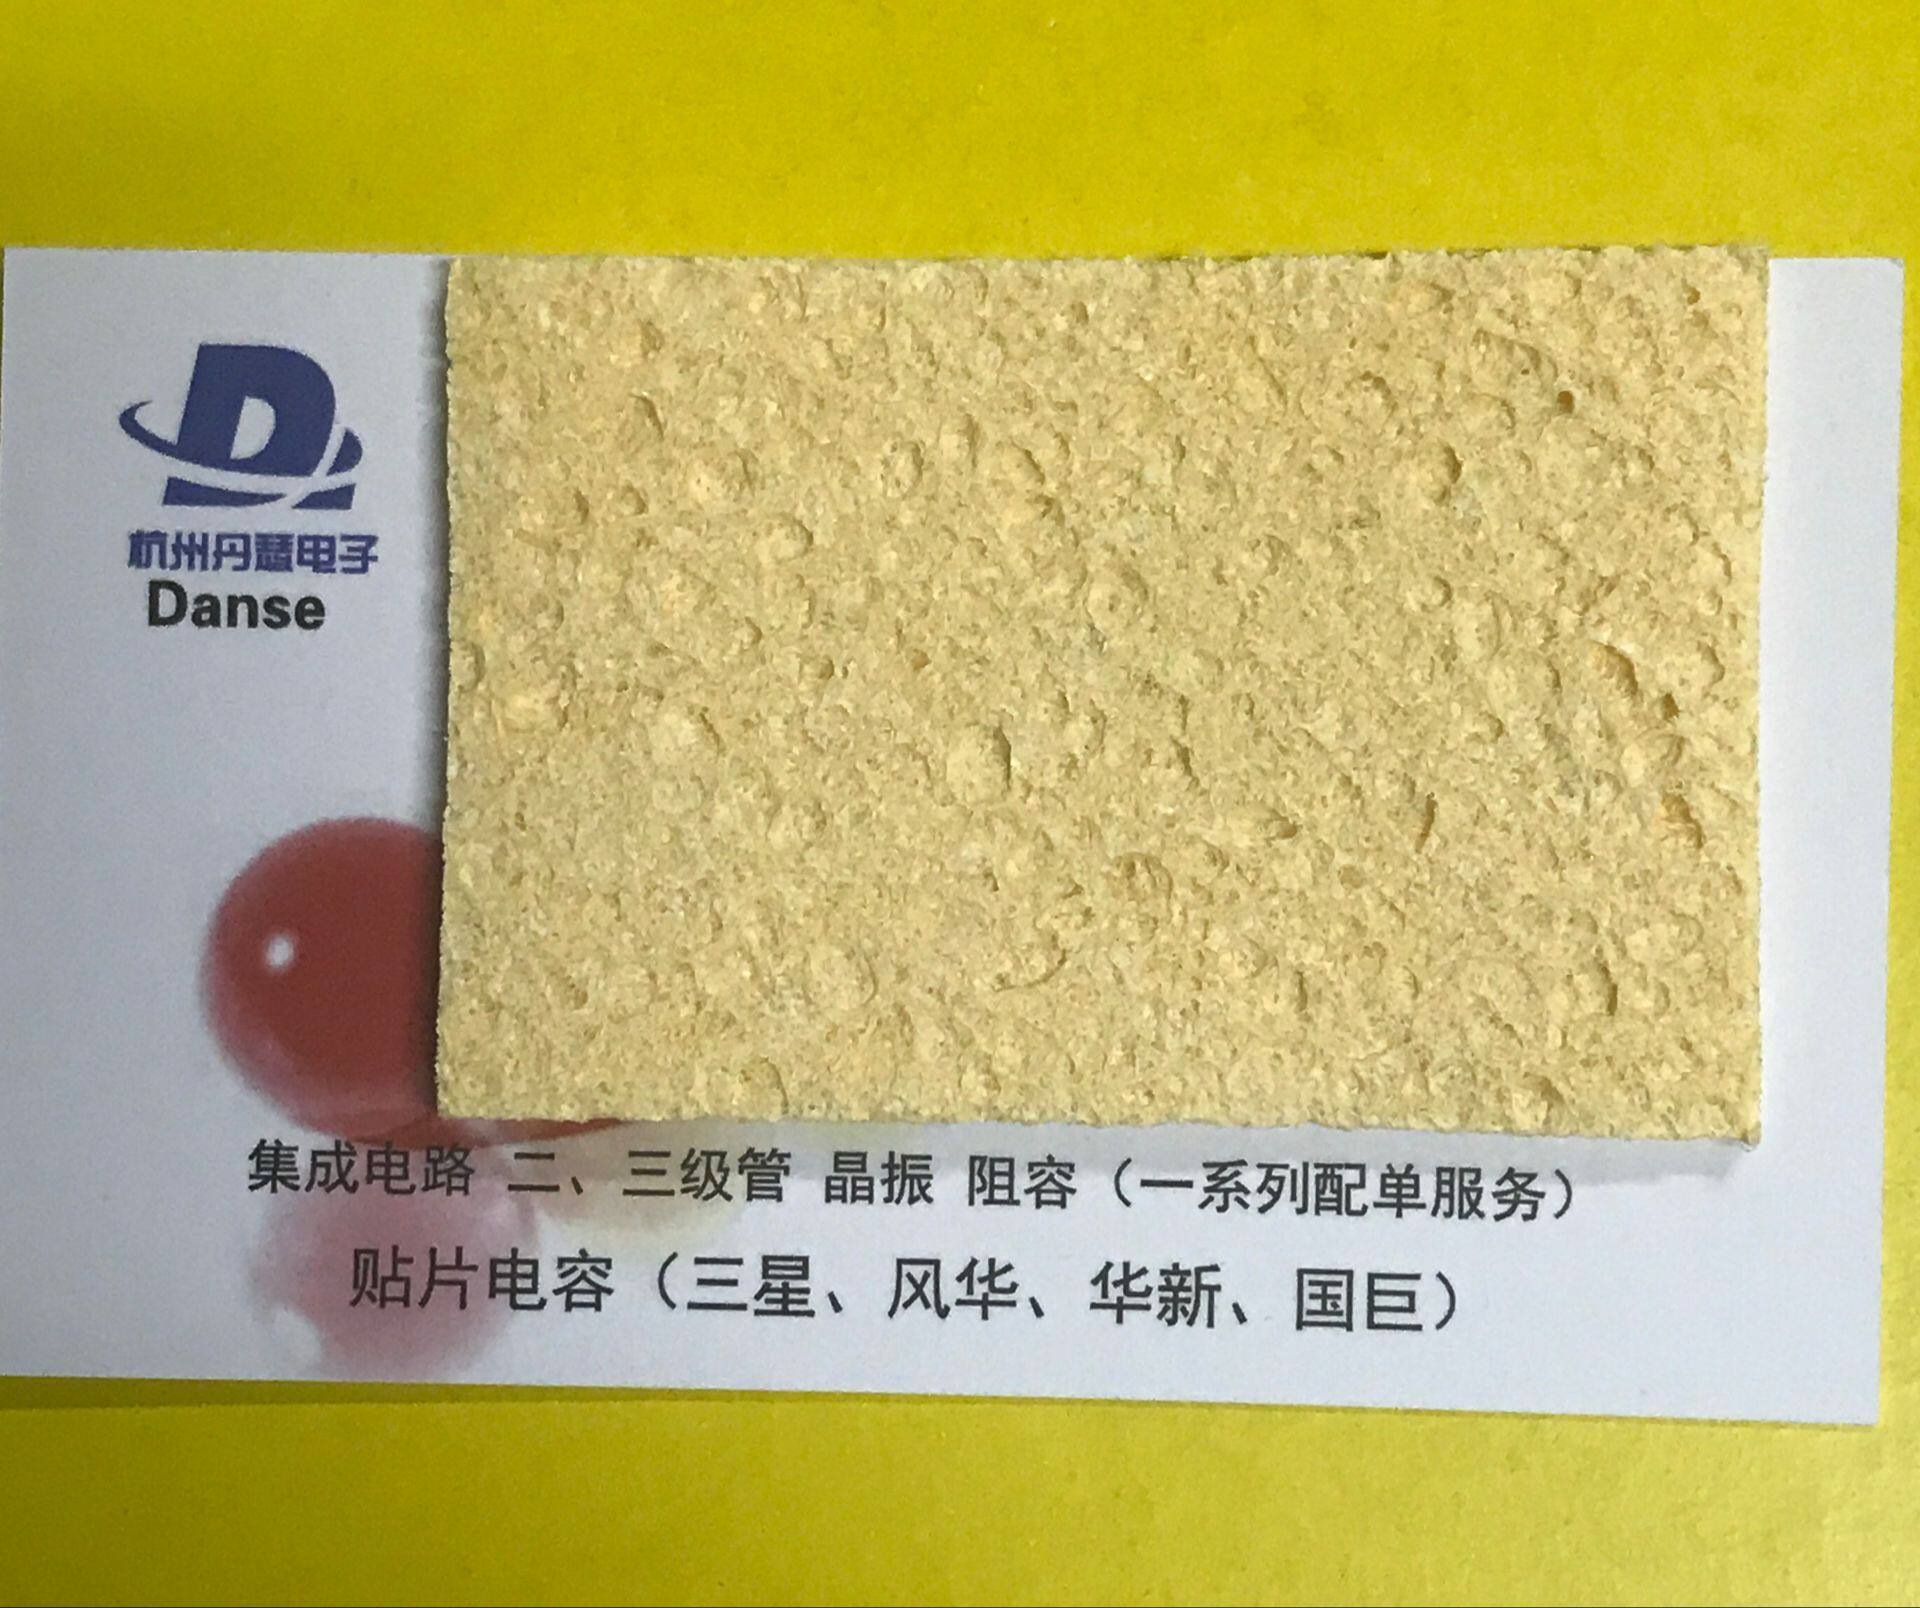 杭州丹慧电子
Danse
集成电路 二、三级管 晶振 阻容（一系列配单服务）
贴片电容（三星、风华、华新、国巨）